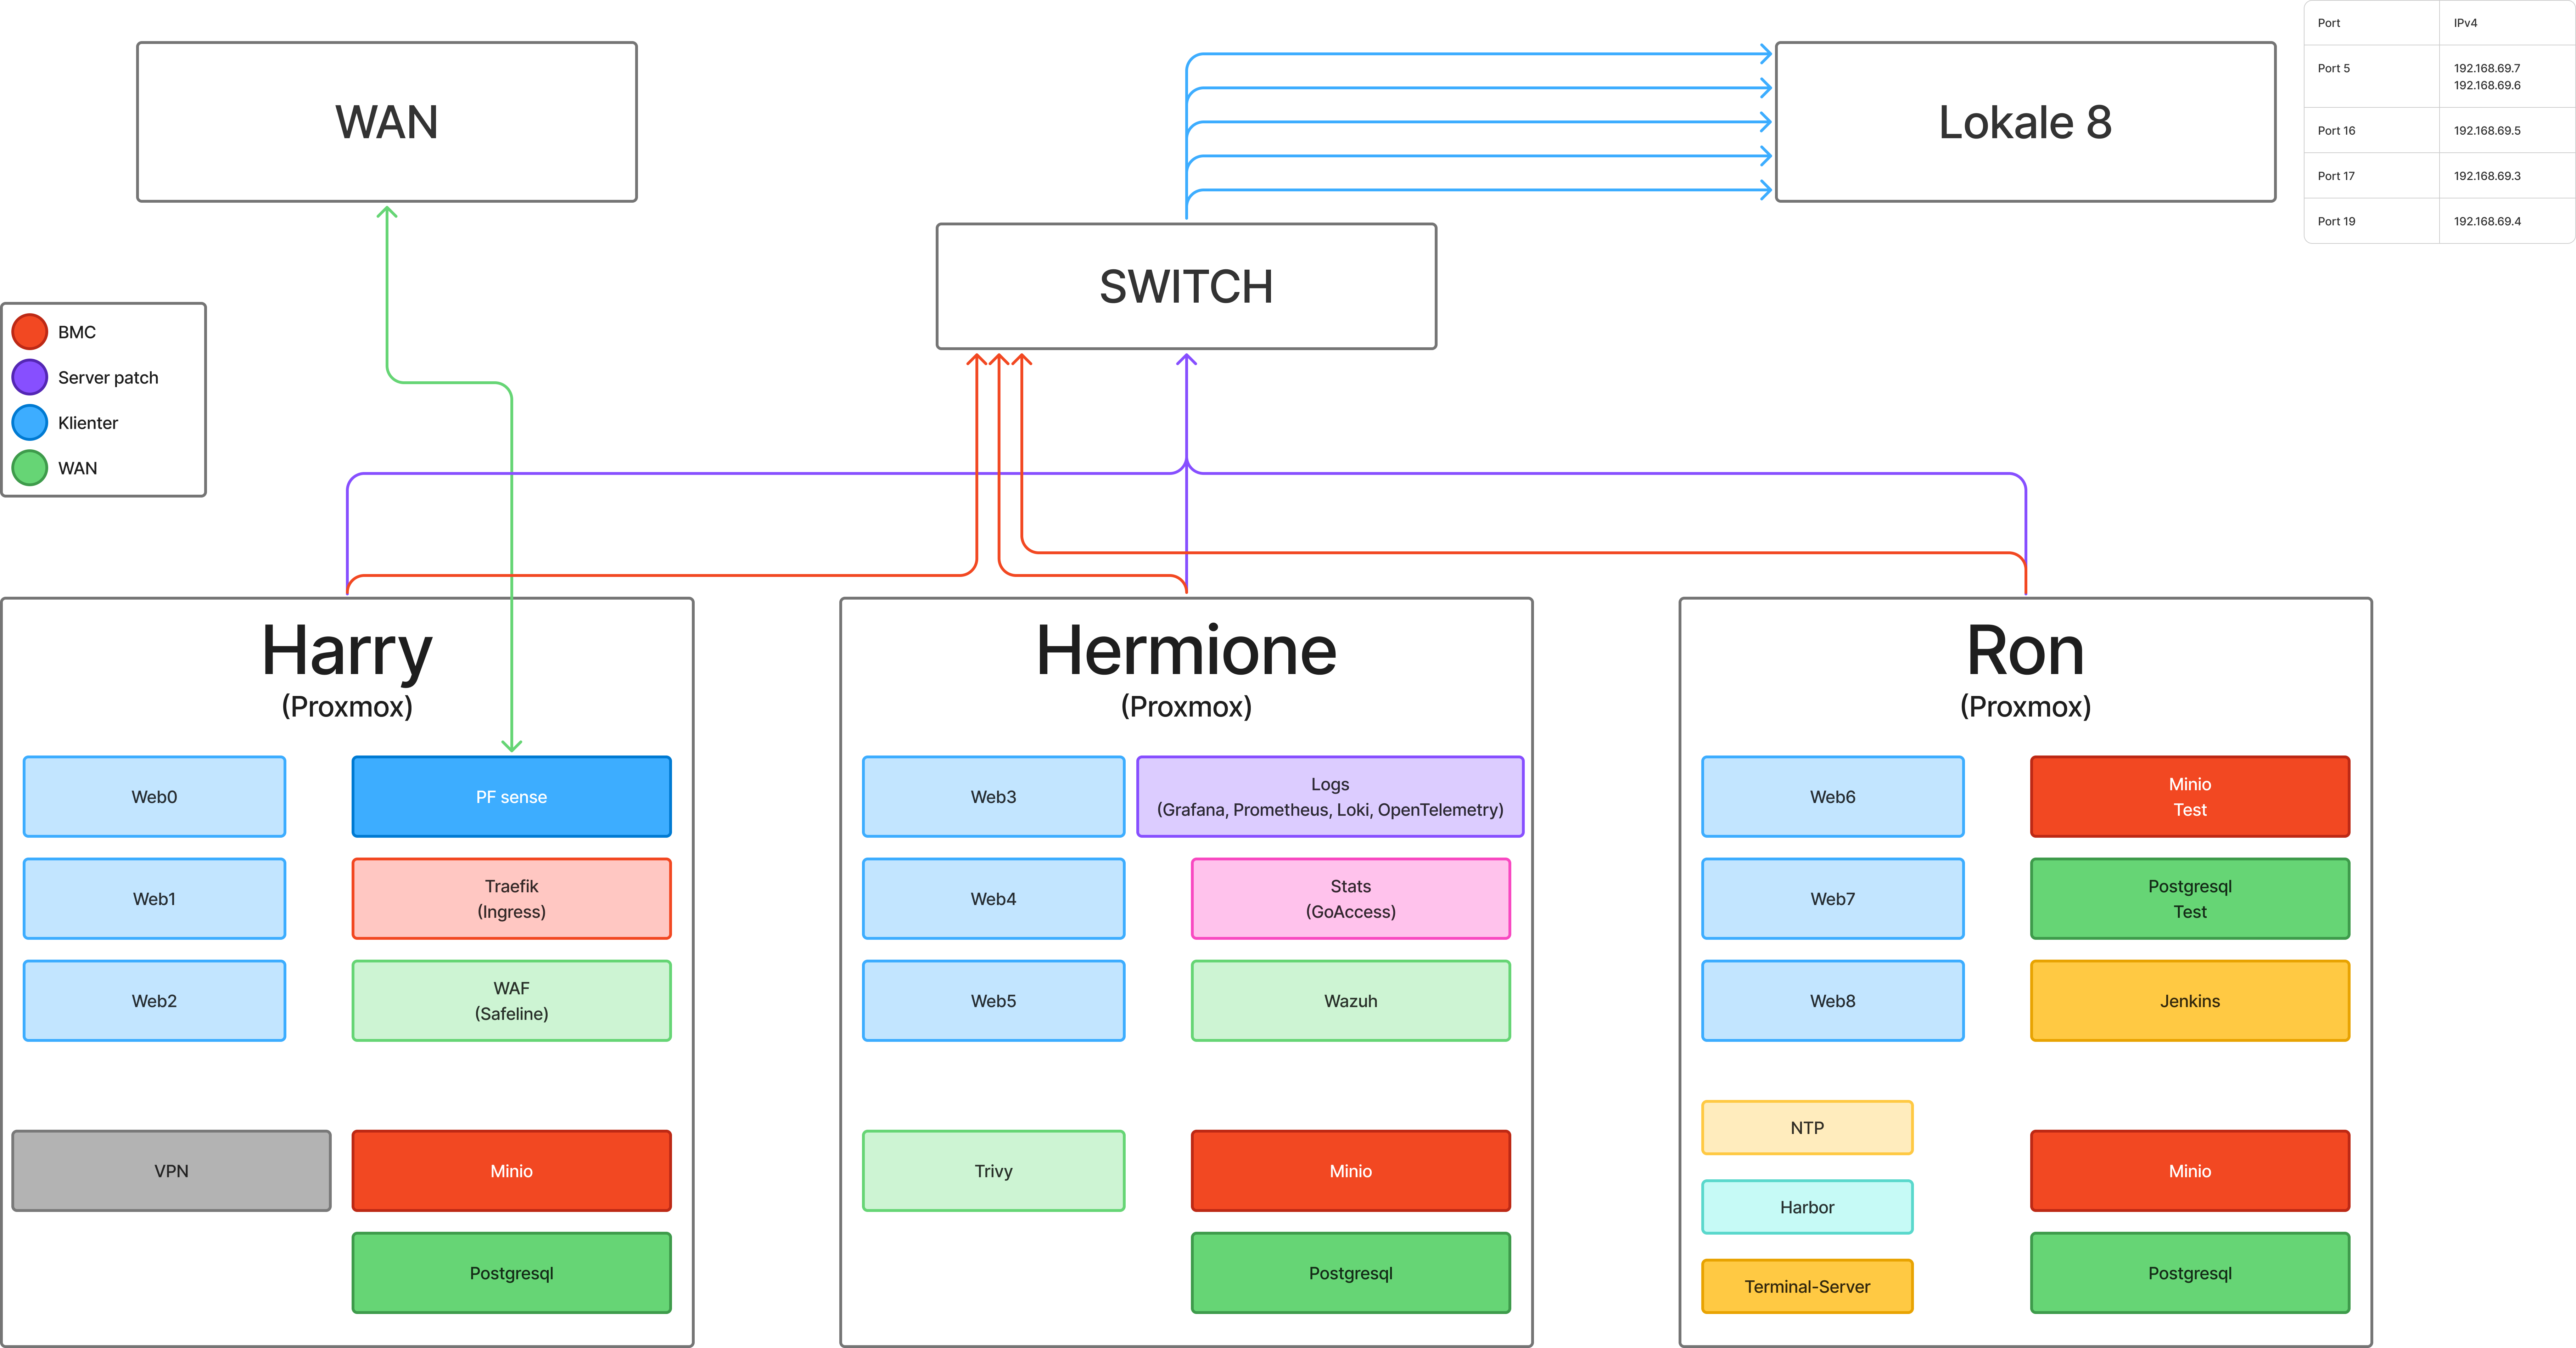 WAN
Lokale 8
Port IPv4
Port 5 192.168.69.7
192.168.69.6
Port 16 192.168.69.5
Port 17 192.168.69.3
Port 19 192.168.69.4
SWITCH
BMC
Server patch
Klienter
WAN
Harry
(Proxmox)
Web0
PF sense
Web1
Traefik
(Ingress)
Web2
WAF
(Safeline)
VPN
Minio
Postgresql
Hermione
(Proxmox)
Web3
Logs
(Grafana, Prometheus, Loki, OpenTelemetry)
Web4
Stats
(GoAccess)
Web5
Wazuh
Trivy
Minio
Postgresql
Ron
(Proxmox)
Web6
Minio
Test
Web7
Postgresql
Test
Web8
Jenkins
NTP
Harbor
Terminal-Server
Minio
Postgresql